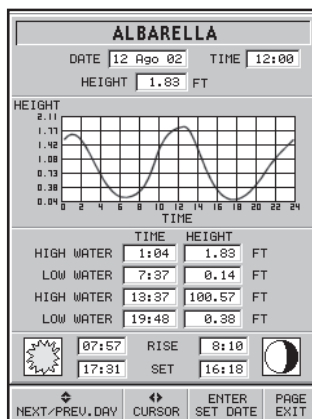 ALBARELLA
DATE 12 Ago 02 TIME 12:00
HEIGHT 1.83 FT
HEIGHT
2.11
1.77
1.42
1.08
0.73
0.38
0.04
0 2 4 6 8 10 12 14 16 18 20 22 24
TIME
TIME HEIGHT
HIGH WATER 1:04 1.83 FT
LOW WATER 7:37 0.14 FT
HIGH WATER 13:37 100.57 FT
LOW WATER 19:48 0.38 FT
07:57 RISE 8:10
17:31 SET 16:18
NEXT/PREV.DAY CURSOR ENTER SET DATE PAGE EXIT